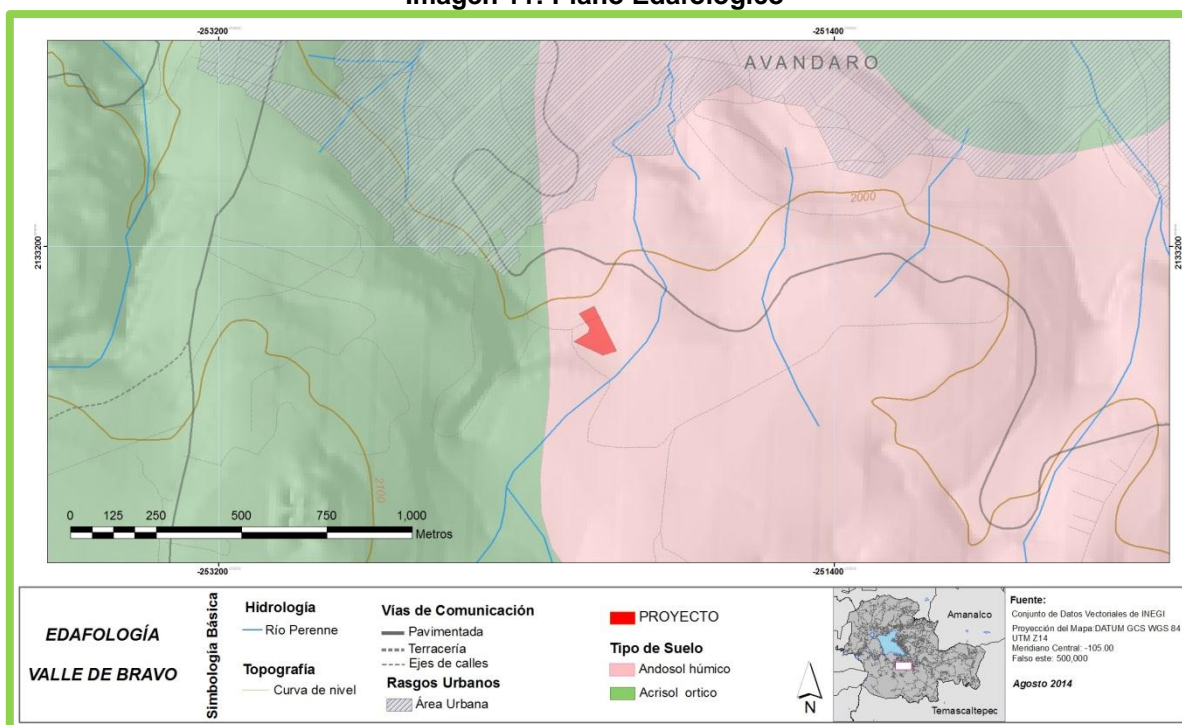 Imagen 11. Plano Edafológico
-253200
-251400
AVANDARO
2000
2133200
2133200
2100
0 125 250 500 750 1,000
Metros
-253200
-251400
EDAFOLOGÍA
VALLE DE BRAVO
Simbología Básica
Hidrología
Río Perenne
Topografía
Curva de nivel
Vías de Comunicación
Pavimentada
Terracería
Ejes de calles
Rasgos Urbanos
Área Urbana
PROYECTO
Tipo de Suelo
Andosol húmico
Acrisol ortico
N
Amanalco
Temascaltepec
Fuente:
Conjunto de Datos Vectoriales de INEGI
Proyección del Mapa:DATUM GCS WGS 84
UTM Z14
Meridiano Central: -105.00
Falso este: 500,000
Agosto 2014